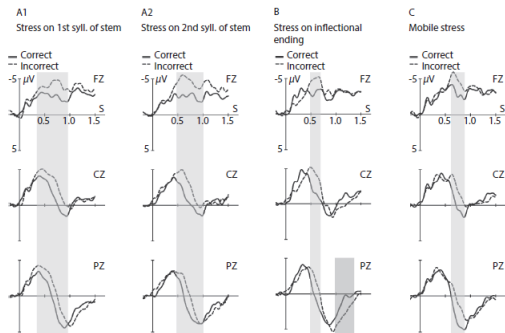 A1
Stress on 1st syll. of stem
Correct
Incorrect
-5 µV
FZ
S
0.5 1.0 1.5
5
CZ
PZ
A2
Stress on 2nd syll. of stem
Correct
Incorrect
-5 µV
FZ
S
0.5 1.0 1.5
5
CZ
PZ
B
Stress on inflectional
ending
Correct
Incorrect
-5 µV
FZ
S
0.5 1.0 1.5
5
CZ
PZ
C
Mobile stress
Correct
Incorrect
-5 µV
FZ
S
0.5 1.0 1.5
5
CZ
PZ